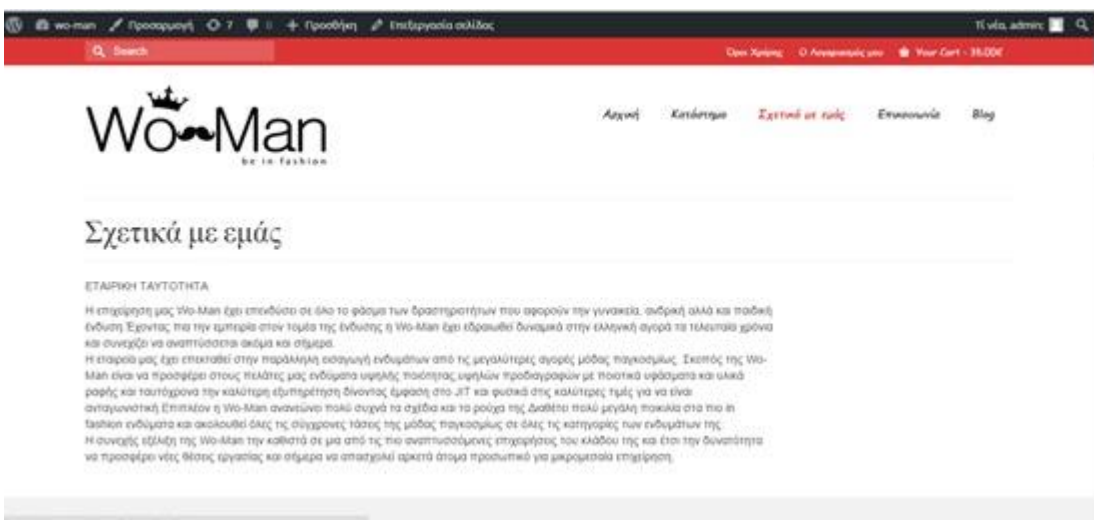 wo-man Προσαρμογή 7 0 Προσθήκη Επεξεργασία σελίδας Τί νέα, admin;
Search Όροι Χρήσης Ο Λογαριασμός μου Your Cart - 38.00€
Wo Man
be in fashion
Αρχική Κατάστημα Σχετικά με εμάς Επικοινωνία Blog
Σχετικά με εμάς
ΕΤΑΙΡΙΚΗ ΤΑΥΤΟΤΗΤΑ
Η επιχείρηση μας Wo-Man έχει επενδύσει σε όλο το φάσμα των δραστηριοτήτων που αφορούν την γυναικεία, ανδρική αλλά και παιδική
ένδυση Έχοντας πια την εμπειρία στον τομέα της ένδυσης η Wo-Man έχει εδραιωθεί δυναμικά στην ελληνική αγορά τα τελευταία χρόνια
και συνεχίζει να αναπτύσσεται ακόμα και σήμερα.
Η εταιρεία μας έχει επεκταθεί στην παράλληλη εισαγωγή ενδυμάτων από τις μεγαλύτερες αγορές μόδας παγκοσμίως. Σκοπός της Wo-
Man είναι να προσφέρει στους πελάτες μας ενδύματα υψηλής ποιότητας,υψηλών προδιαγραφών με ποιοτικά υφάσματα και υλικά
ραφής και ταυτόχρονα την καλύτερη εξυπηρέτηση δίνοντας έμφαση στο JIT και φυσικά στις καλύτερες τιμές για να είναι
ανταγωνιστική Επιπλέον η Wo-Man ανανεώνει πολύ συχνά τα σχέδια και τα ρούχα της Διαθέτει πολύ μεγάλη ποικιλία στα πιο in
fashion ενδύματα και ακολουθεί όλες τις σύγχρονες τάσεις της μόδας παγκοσμίως σε όλες τις κατηγορίες των ενδυμάτων της
Η συνεχής εξέλιξη της Wo-Man την καθιστά σε μια από τις πιο αναπτυσσόμενες επιχειρήσεις του κλάδου της και έτσι την δυνατότητα
να προσφέρει νέες θέσεις εργασίας και σήμερα να απασχολεί αρκετά άτομα προσωπικό για μικρομεσαία επιχείρηση.